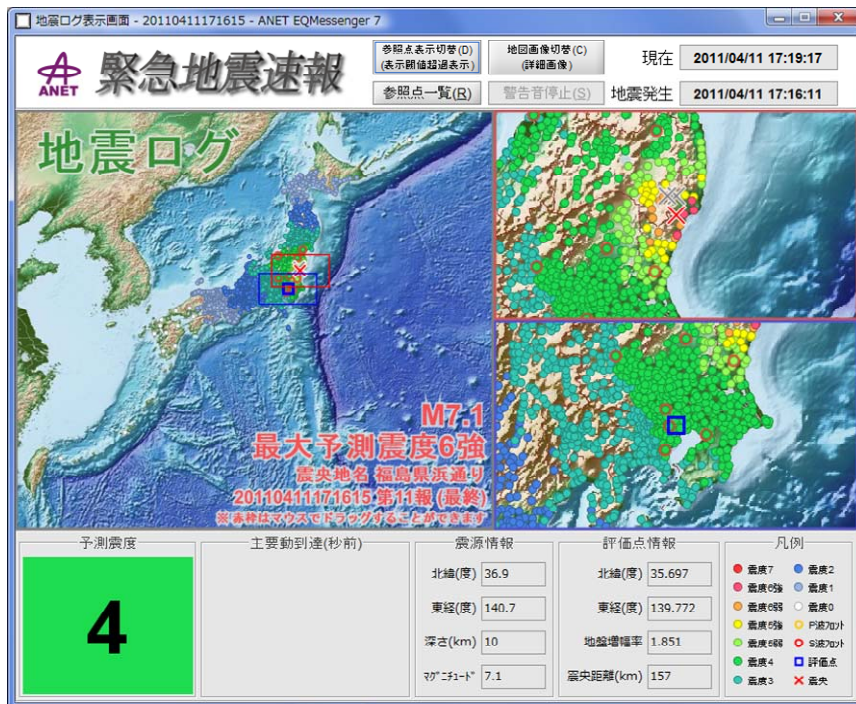 地震ログ表示画面 - 20110411171615 - ANET EQMessenger 7
ANET
緊急地震速報
参照点表示切替(D)
(表示閾値超過表示)
地図画像切替(C)
(詳細画像)
現在 2011/04/11 17:19:17
参照点一覧(R)
警告音停止(S)
地震発生 2011/04/11 17:16:11
地震ログ
M7.1
最大予測震度6強
震央地名 福島県浜通り
20110411171615 第11報 (最終)
※ 赤枠はマウスでドラッグすることができます
予測震度
4
主要動到達(秒前)
震源情報
北緯(度) 36.9
東経(度) 140.7
深さ(km) 10
マグニチュード 7.1
評価点情報
北緯(度) 35.697
東経(度) 139.772
地盤増幅率 1.851
震央距離(km) 157
凡例
震度7
震度6強
震度6弱
震度5強
震度5弱
震度4
震度3
震度2
震度1
震度0
P波フロント
S波フロント
評価点
震央